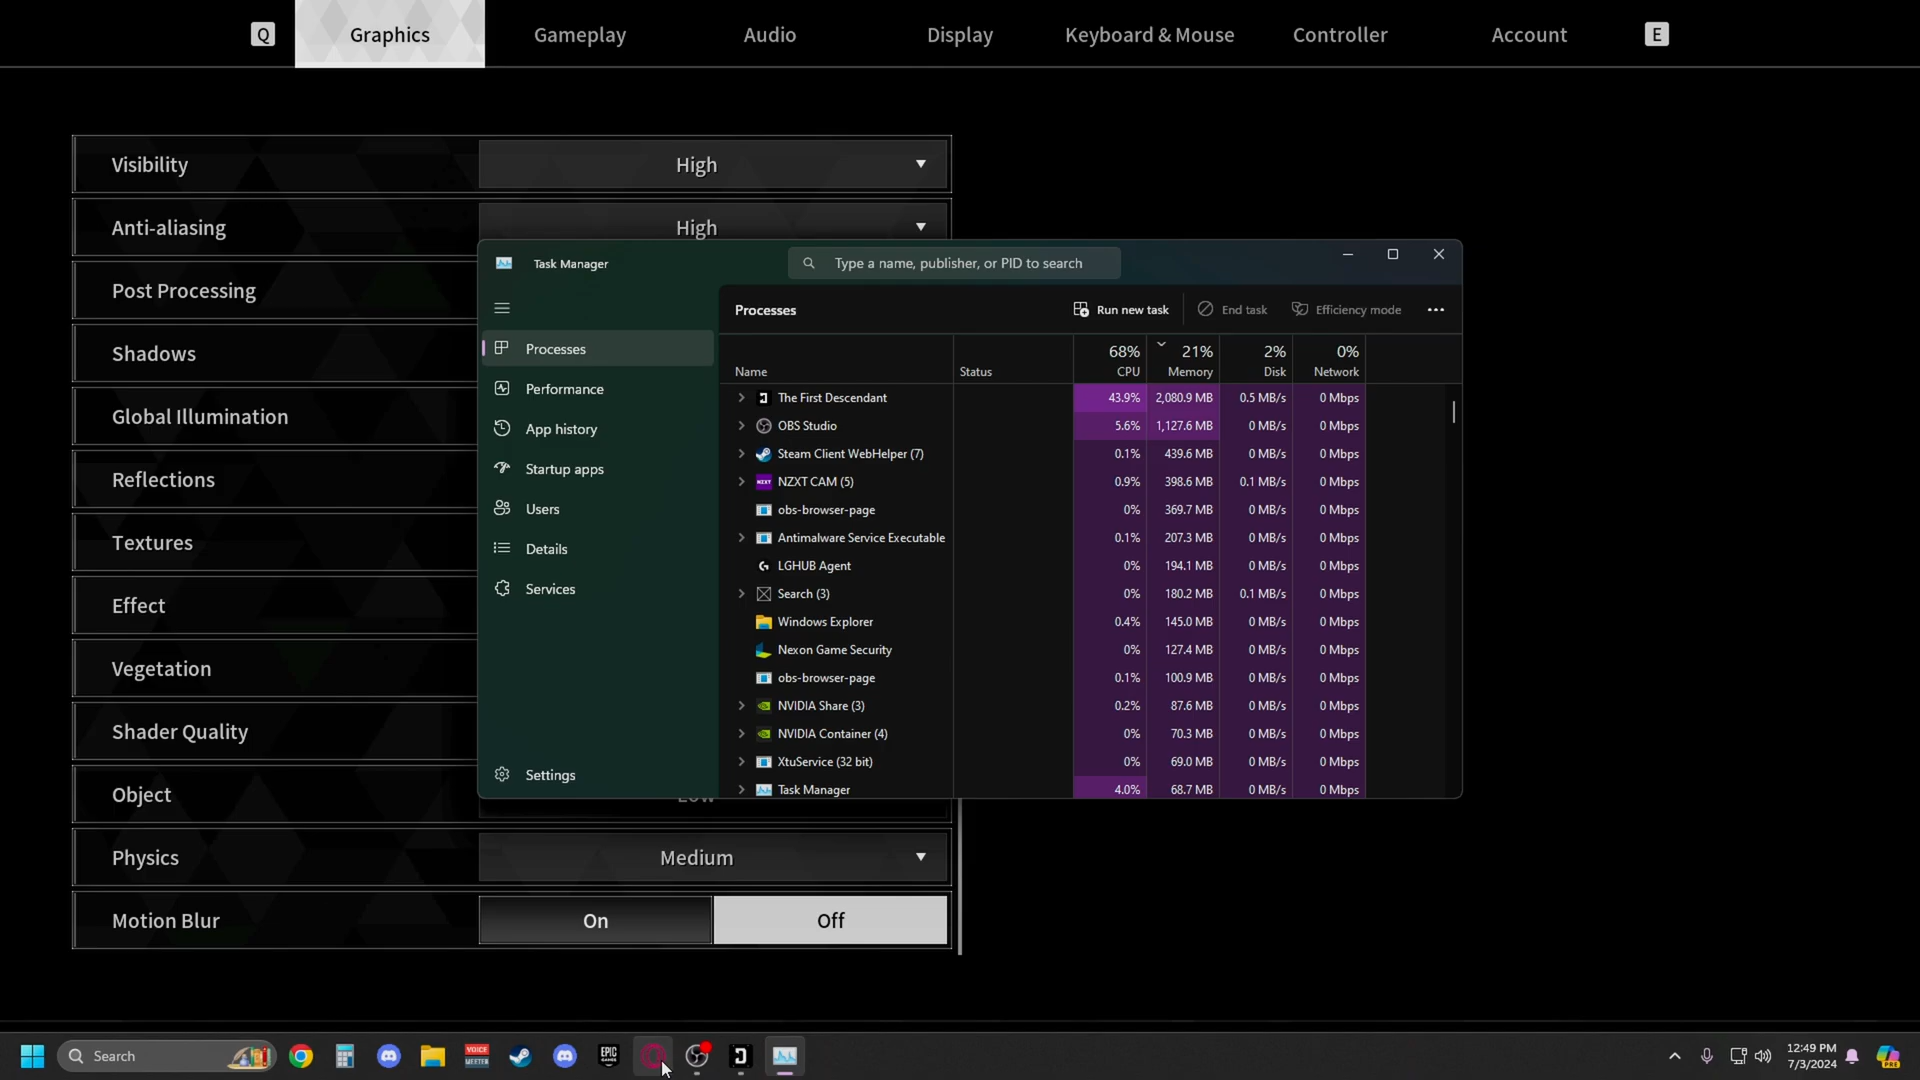 Q Graphics Gameplay Audio Display Keyboard & Mouse Controller Account E
Visibility High
Anti-aliasing High
Post Processing
Shadows
Global Illumination
Reflections
Textures
Effect
Vegetation
Shader Quality
Object Low
Physics Medium
Motion Blur On Off
Task Manager
Type a name, publisher, or PID to search
Processes
Performance
App history
Startup apps
Users
Details
Services
Settings
Processes Run new task End task Efficiency mode
68% 21% 2% 0%
Name Status CPU Memory Disk Network
The First Descendant 43.9% 2,080.9 MB 0.5 MB/s 0 Mbps
OBS Studio 5.6% 1,127.6 MB 0 MB/s 0 Mbps
Steam Client WebHelper (7) 0.1% 439.6 MB 0 MB/s 0 Mbps
NZXT NZXT CAM (5) 0.9% 398.6 MB 0.1 MB/s 0 Mbps
obs-browser-page 0% 369.7 MB 0 MB/s 0 Mbps
Antimalware Service Executable 0.1% 207.3 MB 0 MB/s 0 Mbps
LGHUB Agent 0% 194.1 MB 0 MB/s 0 Mbps
Search (3) 0% 180.2 MB 0.1 MB/s 0 Mbps
Windows Explorer 0.4% 145.0 MB 0 MB/s 0 Mbps
Nexon Game Security 0% 127.4 MB 0 MB/s 0 Mbps
obs-browser-page 0.1% 100.9 MB 0 MB/s 0 Mbps
NVIDIA Share (3) 0.2% 87.6 MB 0 MB/s 0 Mbps
NVIDIA Container (4) 0% 70.3 MB 0 MB/s 0 Mbps
XtuService (32 bit) 0% 69.0 MB 0 MB/s 0 Mbps
Task Manager 4.0% 68.7 MB 0 MB/s 0 Mbps
Search
VOICE
MEETER
EPIC
GAMES
12:49 PM
7/3/2024
PRE